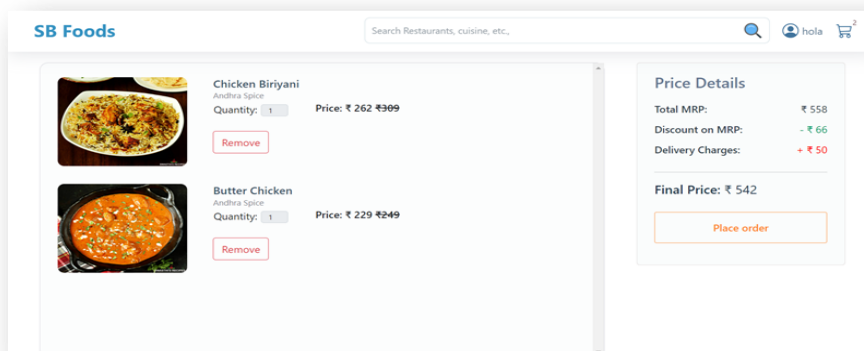 SB Foods
Search Restaurants, cuisine, etc.,
hola
2
Chicken Biriyani
Andhra Spice
Quantity: 1
Price: ₹ 262 ₹309
Remove
Butter Chicken
Andhra Spice
Quantity: 1
Price: ₹ 229 ₹249
Remove
Price Details
Total MRP: ₹ 558
Discount on MRP: - ₹ 66
Delivery Charges: + ₹ 50
Final Price: ₹ 542
Place order